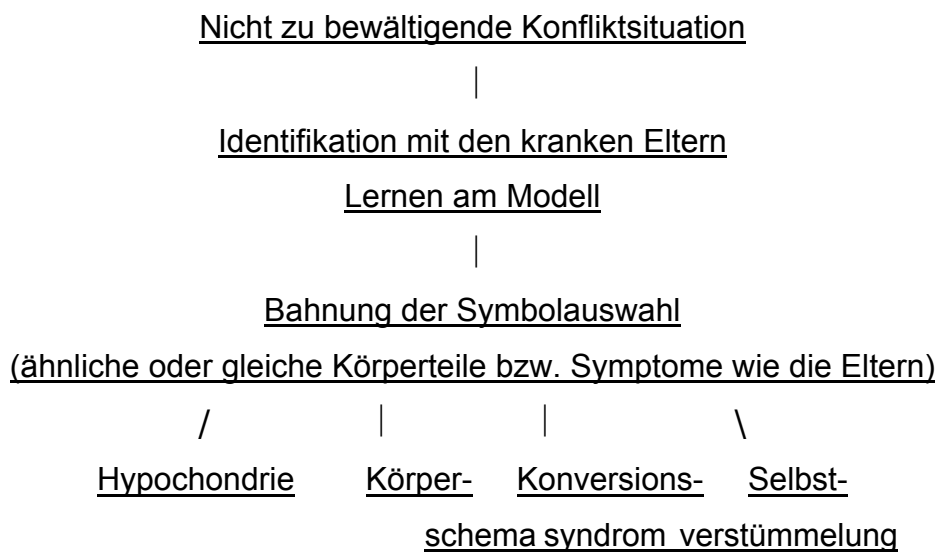 Nicht zu bewältigende Konfliktsituation
|
Identifikation mit den kranken Eltern
Lernen am Modell
|
Bahnung der Symbolauswahl
(ähnliche oder gleiche Körperteile bzw. Symptome wie die Eltern)
/ | | \
Hypochondrie Körper- Konversions- Selbst-
schema syndrom verstümmelung